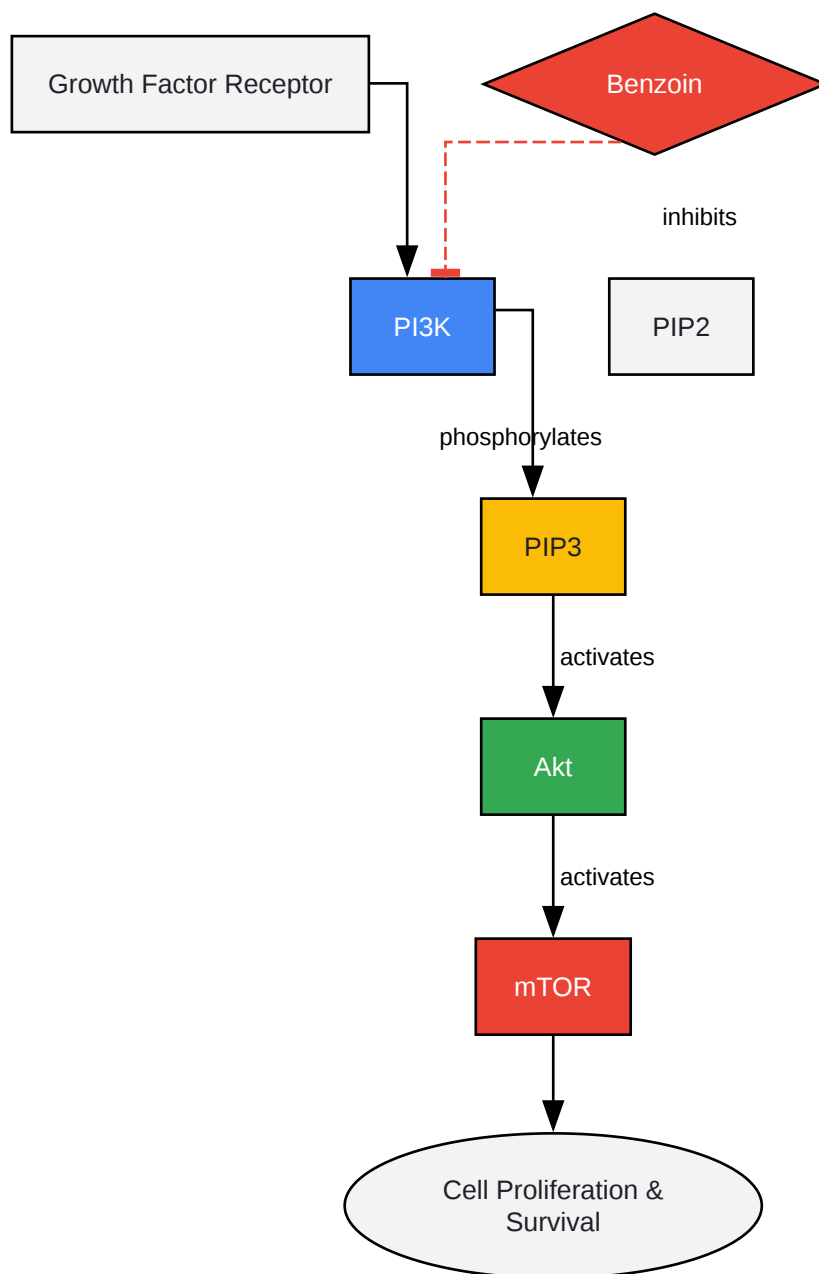 Growth Factor Receptor
Benzoin
inhibits
PI3K
PIP2
phosphorylates
PIP3
activates
Akt
activates
mTOR
Cell Proliferation &
Survival